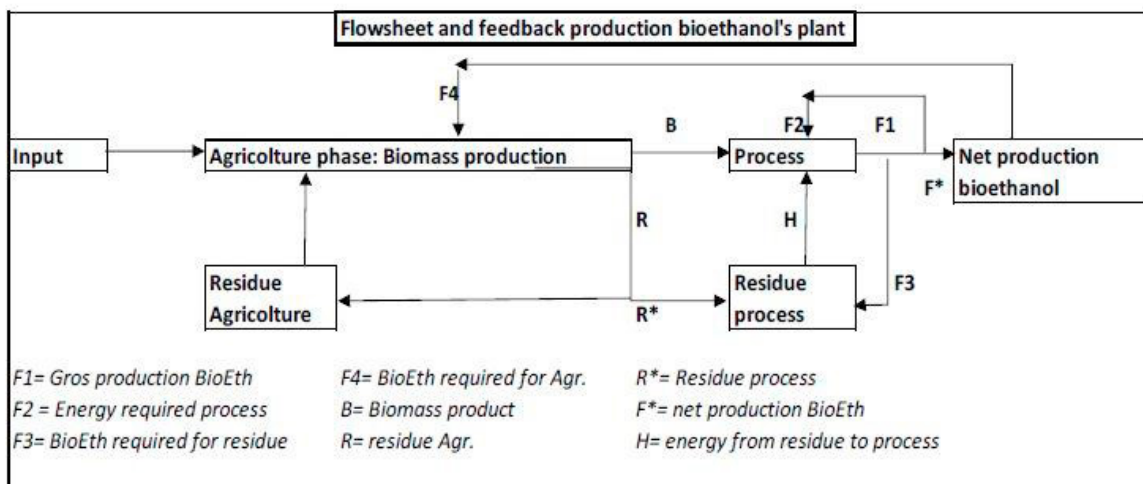 Flowsheet and feedback production bioethanol's plant
F4
B
F2
F1
Input
Agricolture phase: Biomass production
Process
Net production
bioethanol
F*
R
H
Residue
Agricolture
Residue
process
F3
R*
F1= Gros production BioEth
F4= BioEth required for Agr.
R*= Residue process
F2 = Energy required process
B= Biomass product
F*= net production BioEth
F3= BioEth required for residue
R= residue Agr.
H= energy from residue to process